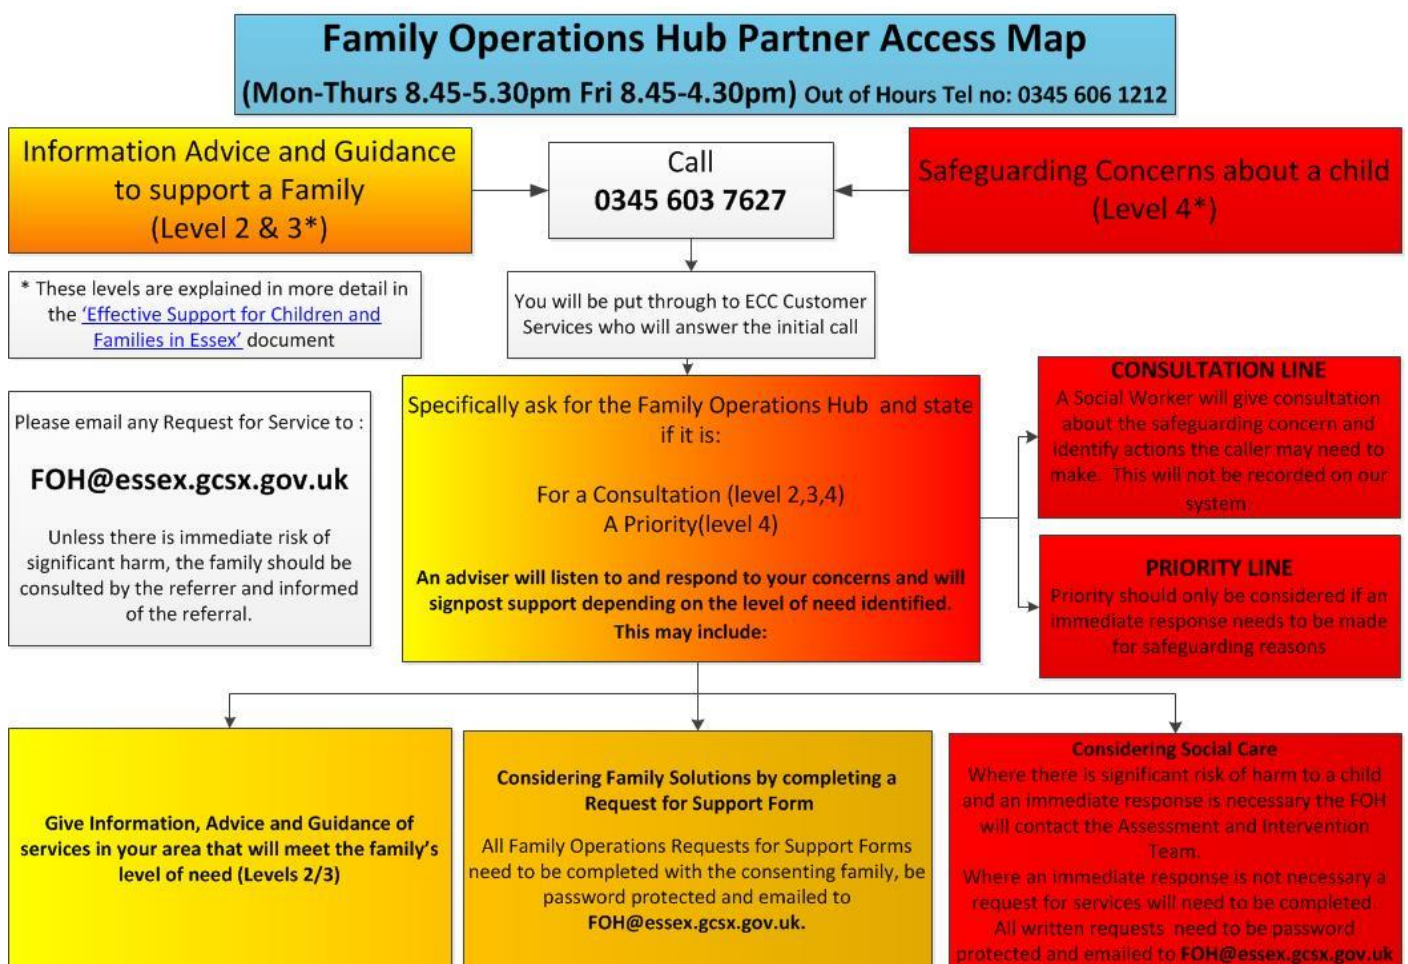 Family Operations Hub Partner Access Map
(Mon-Thurs 8.45-5.30pm Fri 8.45-4.30pm) Out of Hours Tel no: 0345 606 1212
Information Advice and Guidance
to support a Family
(Level 2 & 3*)
Call
0345 603 7627
Safeguarding Concerns about a child
(Level 4*)
* These levels are explained in more detail in
the 'Effective Support for Children and
Families in Essex' document
You will be put through to ECC Customer
Services who will answer the initial call
Please email any Request for Service to :
FOH@essex.gcsx.gov.uk
Unless there is immediate risk of
significant harm, the family should be
consulted by the referrer and informed
of the referral.
Specifically ask for the Family Operations Hub and state
if it is:
For a Consultation (level 2,3,4)
A Priority(level 4)
An adviser will listen to and respond to your concerns and will
signpost support depending on the level of need identified.
This may include:
CONSULTATION LINE
A Social Worker will give consultation
about the safeguarding concern and
identify actions the caller may need to
make. This will not be recorded on our
system
PRIORITY LINE
Priority should only be considered if an
immediate response needs to be made
for safeguarding reasons
Give Information, Advice and Guidance of
services in your area that will meet the family's
level of need (Levels 2/3)
Considering Family Solutions by completing a
Request for Support Form
All Family Operations Requests for Support Forms
need to be completed with the consenting family, be
password protected and emailed to
FOH@essex.gcsx.gov.uk.
Considering Social Care
Where there is significant risk of harm to a child
and an immediate response is necessary the FOH
will contact the Assessment and Intervention
Team.
Where an immediate response is not necessary a
request for services will need to be completed.
All written requests need to be password
protected and emailed to FOH@essex.gcsx.gov.uk